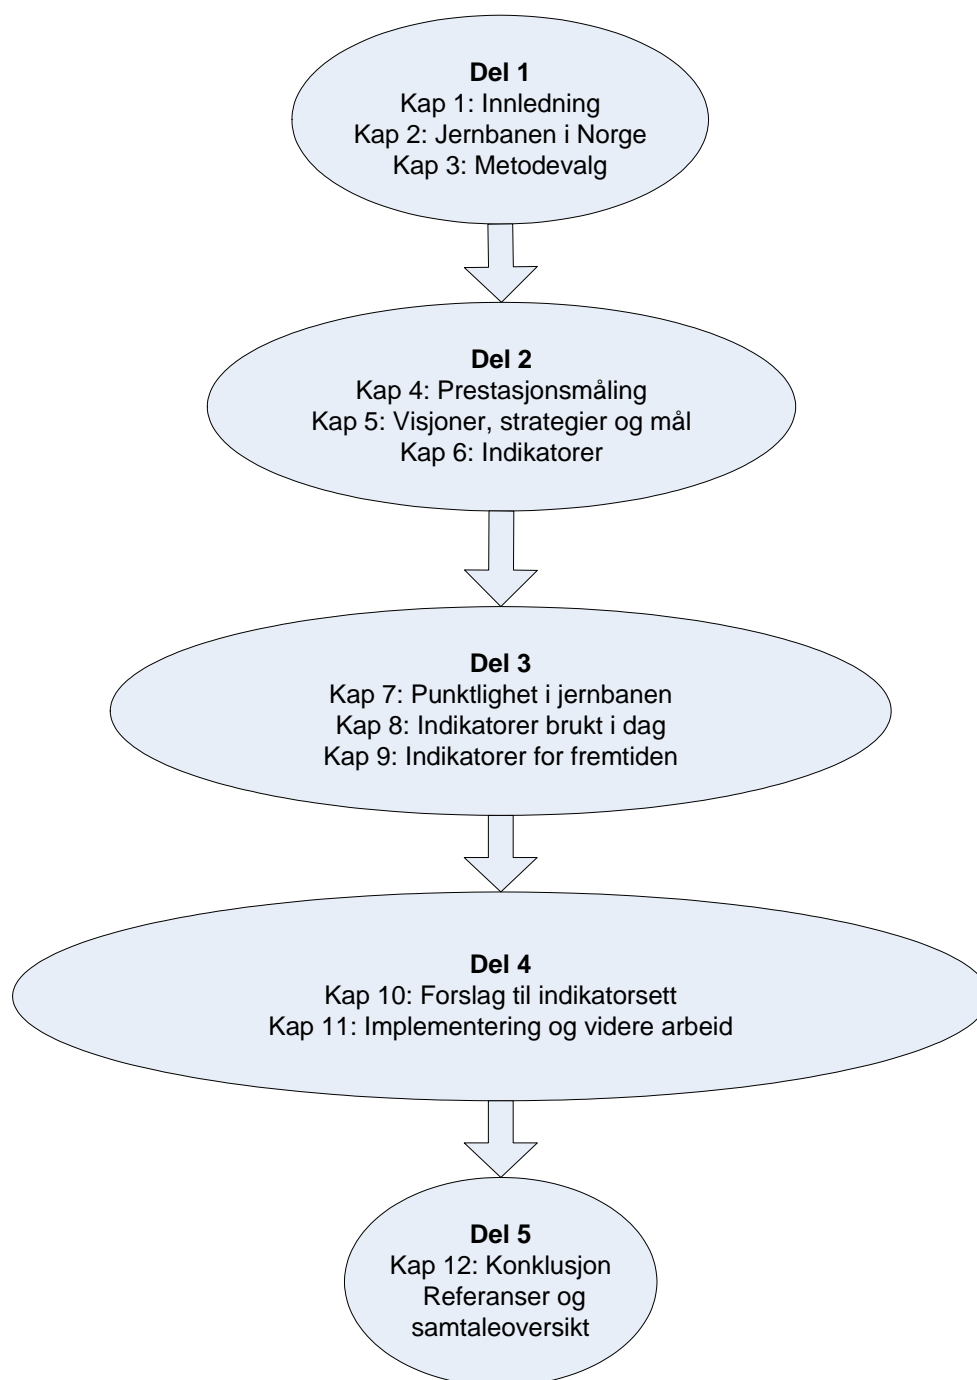 Del 1
Kap 1: Innledning
Kap 2: Jernbanen i Norge
Kap 3: Metodevalg
Del 2
Kap 4: Prestasjonsmåling
Kap 5: Visjoner, strategier og mål
Kap 6: Indikatorer
Del 3
Kap 7: Punktlighet i jernbanen
Kap 8: Indikatorer brukt i dag
Kap 9: Indikatorer for fremtiden
Del 4
Kap 10: Forslag til indikatorsett
Kap 11: Implementering og videre arbeid
Del 5
Kap 12: Konklusjon
Referanser og
samtaleoversikt